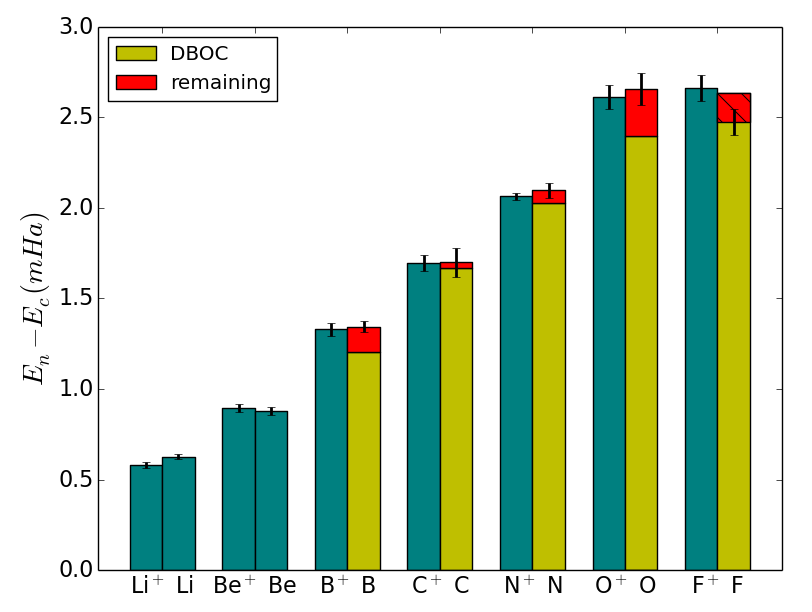 3.0
2.5
2.0
1.5
1.0
0.5
0.0
E_n − E_c (mHa)
DBOC
remaining
Li⁺ Li Be⁺ Be B⁺ B C⁺ C N⁺ N O⁺ O F⁺ F